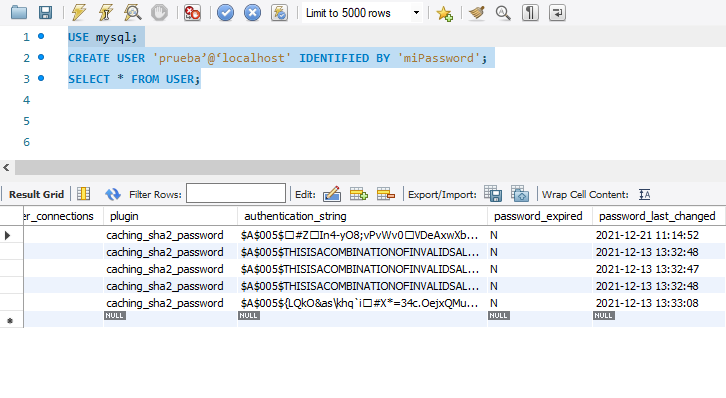 Limit to 5000 rows
1 USE mysql;
2 CREATE USER 'prueba’@‘localhost' IDENTIFIED BY 'miPassword';
3 SELECT * FROM USER;
4
5
6
Result Grid Filter Rows: Edit: Export/Import: Wrap Cell Content:
er_connections plugin authentication_string password_expired password_last_changed
caching_sha2_password $A$005$□#Z□In4-yO8;vPvWv0□VDeAxwXb... N 2021-12-21 11:14:52
caching_sha2_password $A$005$THISISACOMBINATIONOFINVALIDSAL... N 2021-12-13 13:32:48
caching_sha2_password $A$005$THISISACOMBINATIONOFINVALIDSAL... N 2021-12-13 13:32:47
caching_sha2_password $A$005$THISISACOMBINATIONOFINVALIDSAL... N 2021-12-13 13:32:48
caching_sha2_password $A$005${LQkO&as\khq`i□#X*=34c.OejxQMu... N 2021-12-13 13:33:08
NULL NULL NULL NULL